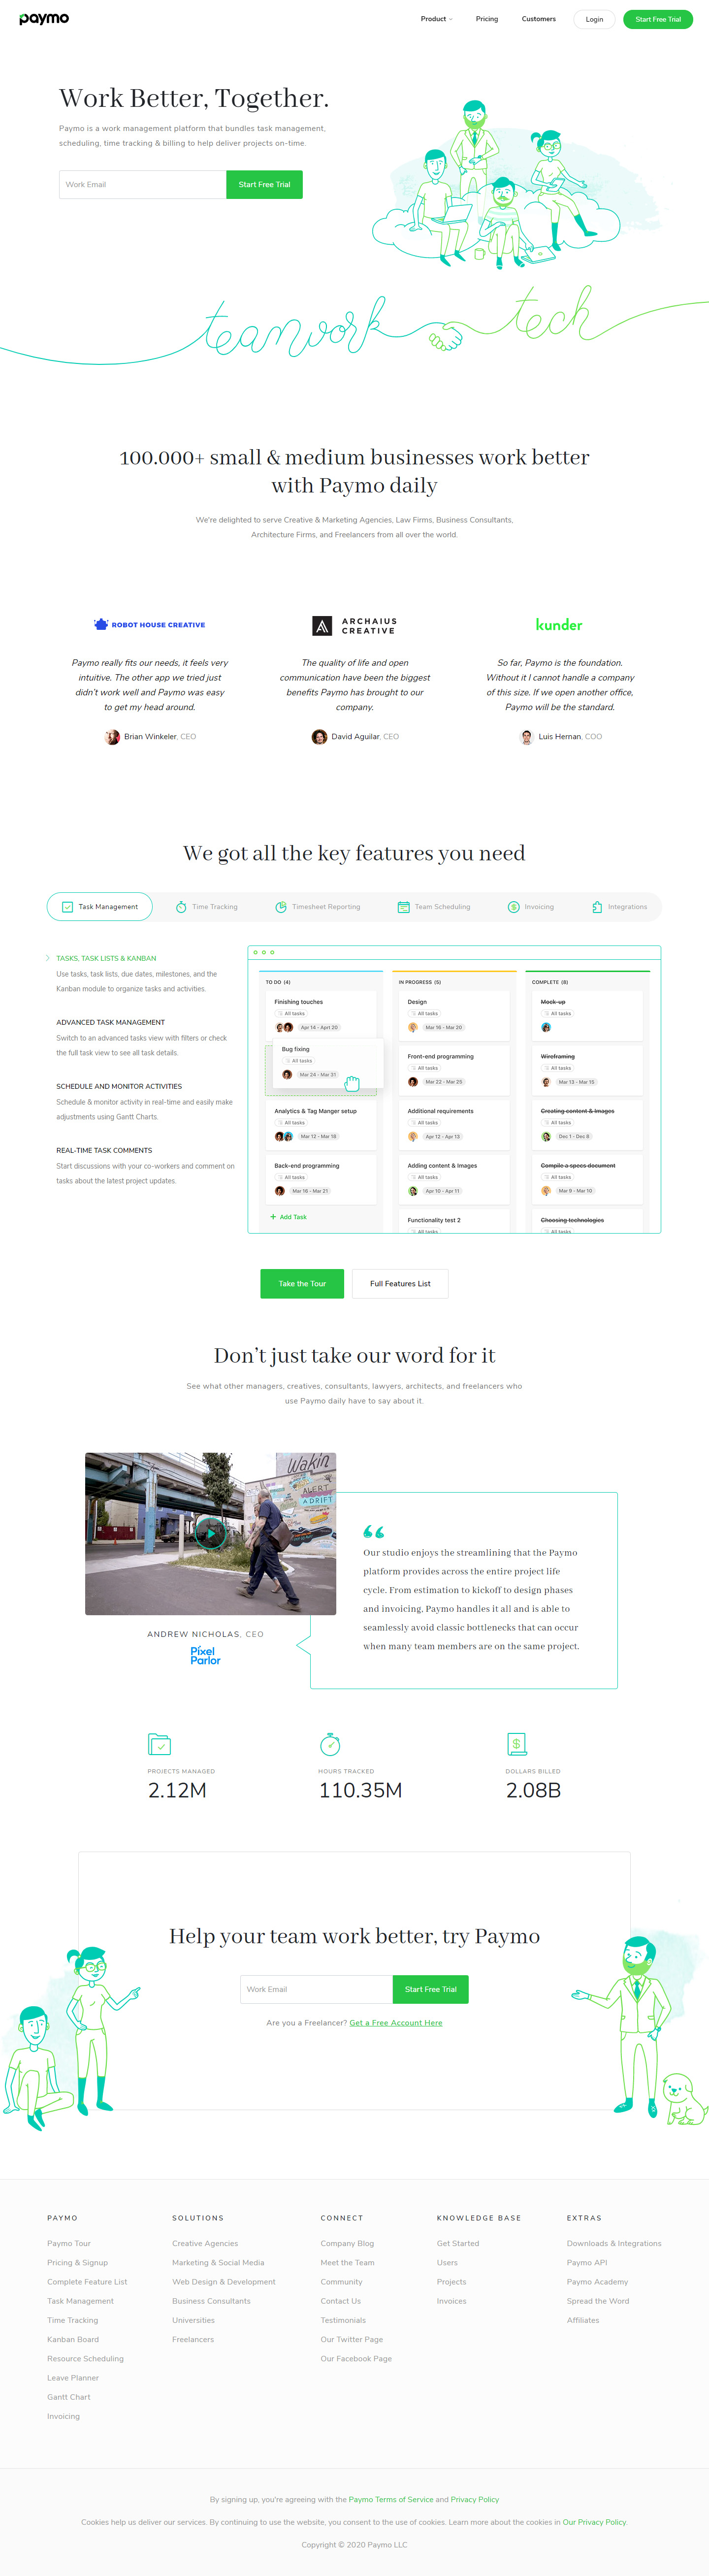 paymo
Product
Pricing
Customers
Login
Start Free Trial
Work Better, Together.
Paymo is a work management platform that bundles task management,
scheduling, time tracking & billing to help deliver projects on-time.
Work Email
Start Free Trial
teamwork tech
100.000+ small & medium businesses work better
with Paymo daily
We're delighted to serve Creative & Marketing Agencies, Law Firms, Business Consultants,
Architecture Firms, and Freelancers from all over the world.
ROBOT HOUSE CREATIVE
Paymo really fits our needs, it feels very
intuitive. The other app we tried just
didn't work well and Paymo was easy
to get my head around.
Brian Winkeler, CEO
ARCHAIUS
CREATIVE
The quality of life and open
communication have been the biggest
benefits Paymo has brought to our
company.
David Aguilar, CEO
kunder
So far, Paymo is the foundation.
Without it I cannot handle a company
of this size. If we open another office,
Paymo will be the standard.
Luis Hernan, COO
We got all the key features you need
Task Management
Time Tracking
Timesheet Reporting
Team Scheduling
Invoicing
Integrations
TASKS, TASK LISTS & KANBAN
Use tasks, task lists, due dates, milestones, and the
Kanban module to organize tasks and activities.
ADVANCED TASK MANAGEMENT
Switch to an advanced tasks view with filters or check
the full task view to see all task details.
SCHEDULE AND MONITOR ACTIVITIES
Schedule & monitor activity in real-time and easily make
adjustments using Gantt Charts.
REAL-TIME TASK COMMENTS
Start discussions with your co-workers and comment on
tasks about the latest project updates.
TO DO (4)
Finishing touches
All tasks
Apr 14 - Aprt 20
Bug fixing
All tasks
Mar 24 - Mar 31
Analytics & Tag Manger setup
All tasks
Mar 12 - Mar 18
Back-end programming
All tasks
Mar 16 - Mar 21
+ Add Task
IN PROGRESS (5)
Design
All tasks
Mar 16 - Mar 20
Front-end programming
All tasks
Mar 22 - Mar 25
Additional requirements
All tasks
Apr 12 - Apr 13
Adding content & Images
All tasks
Apr 10 - Apr 11
Functionality test 2
All tasks
COMPLETE (8)
Mock-up
All tasks
Wireframing
All tasks
Mar 13 - Mar 15
Creating content & Images
All tasks
Dec 1 - Dec 8
Compile a specs document
All tasks
Mar 9 - Mar 10
Choosing technologies
All tasks
Take the Tour
Full Features List
Don't just take our word for it
See what other managers, creatives, consultants, lawyers, architects, and freelancers who
use Paymo daily have to say about it.
Wakin
ALERT
ADRIFT
ANDREW NICHOLAS, CEO
Pixel
Parlor
Our studio enjoys the streamlining that the Paymo
platform provides across the entire project life
cycle. From estimation to kickoff to design phases
and invoicing, Paymo handles it all and is able to
seamlessly avoid classic bottlenecks that can occur
when many team members are on the same project.
PROJECTS MANAGED
2.12M
HOURS TRACKED
110.35M
DOLLARS BILLED
2.08B
Help your team work better, try Paymo
Work Email
Start Free Trial
Are you a Freelancer? Get a Free Account Here
PAYMO
Paymo Tour
Pricing & Signup
Complete Feature List
Task Management
Time Tracking
Kanban Board
Resource Scheduling
Leave Planner
Gantt Chart
Invoicing
SOLUTIONS
Creative Agencies
Marketing & Social Media
Web Design & Development
Business Consultants
Universities
Freelancers
CONNECT
Company Blog
Meet the Team
Community
Contact Us
Testimonials
Our Twitter Page
Our Facebook Page
KNOWLEDGE BASE
Get Started
Users
Projects
Invoices
EXTRAS
Downloads & Integrations
Paymo API
Paymo Academy
Spread the Word
Affiliates
By signing up, you're agreeing with the Paymo Terms of Service and Privacy Policy
Cookies help us deliver our services. By continuing to use the website, you consent to the use of cookies. Learn more about the cookies in Our Privacy Policy.
Copyright © 2020 Paymo LLC